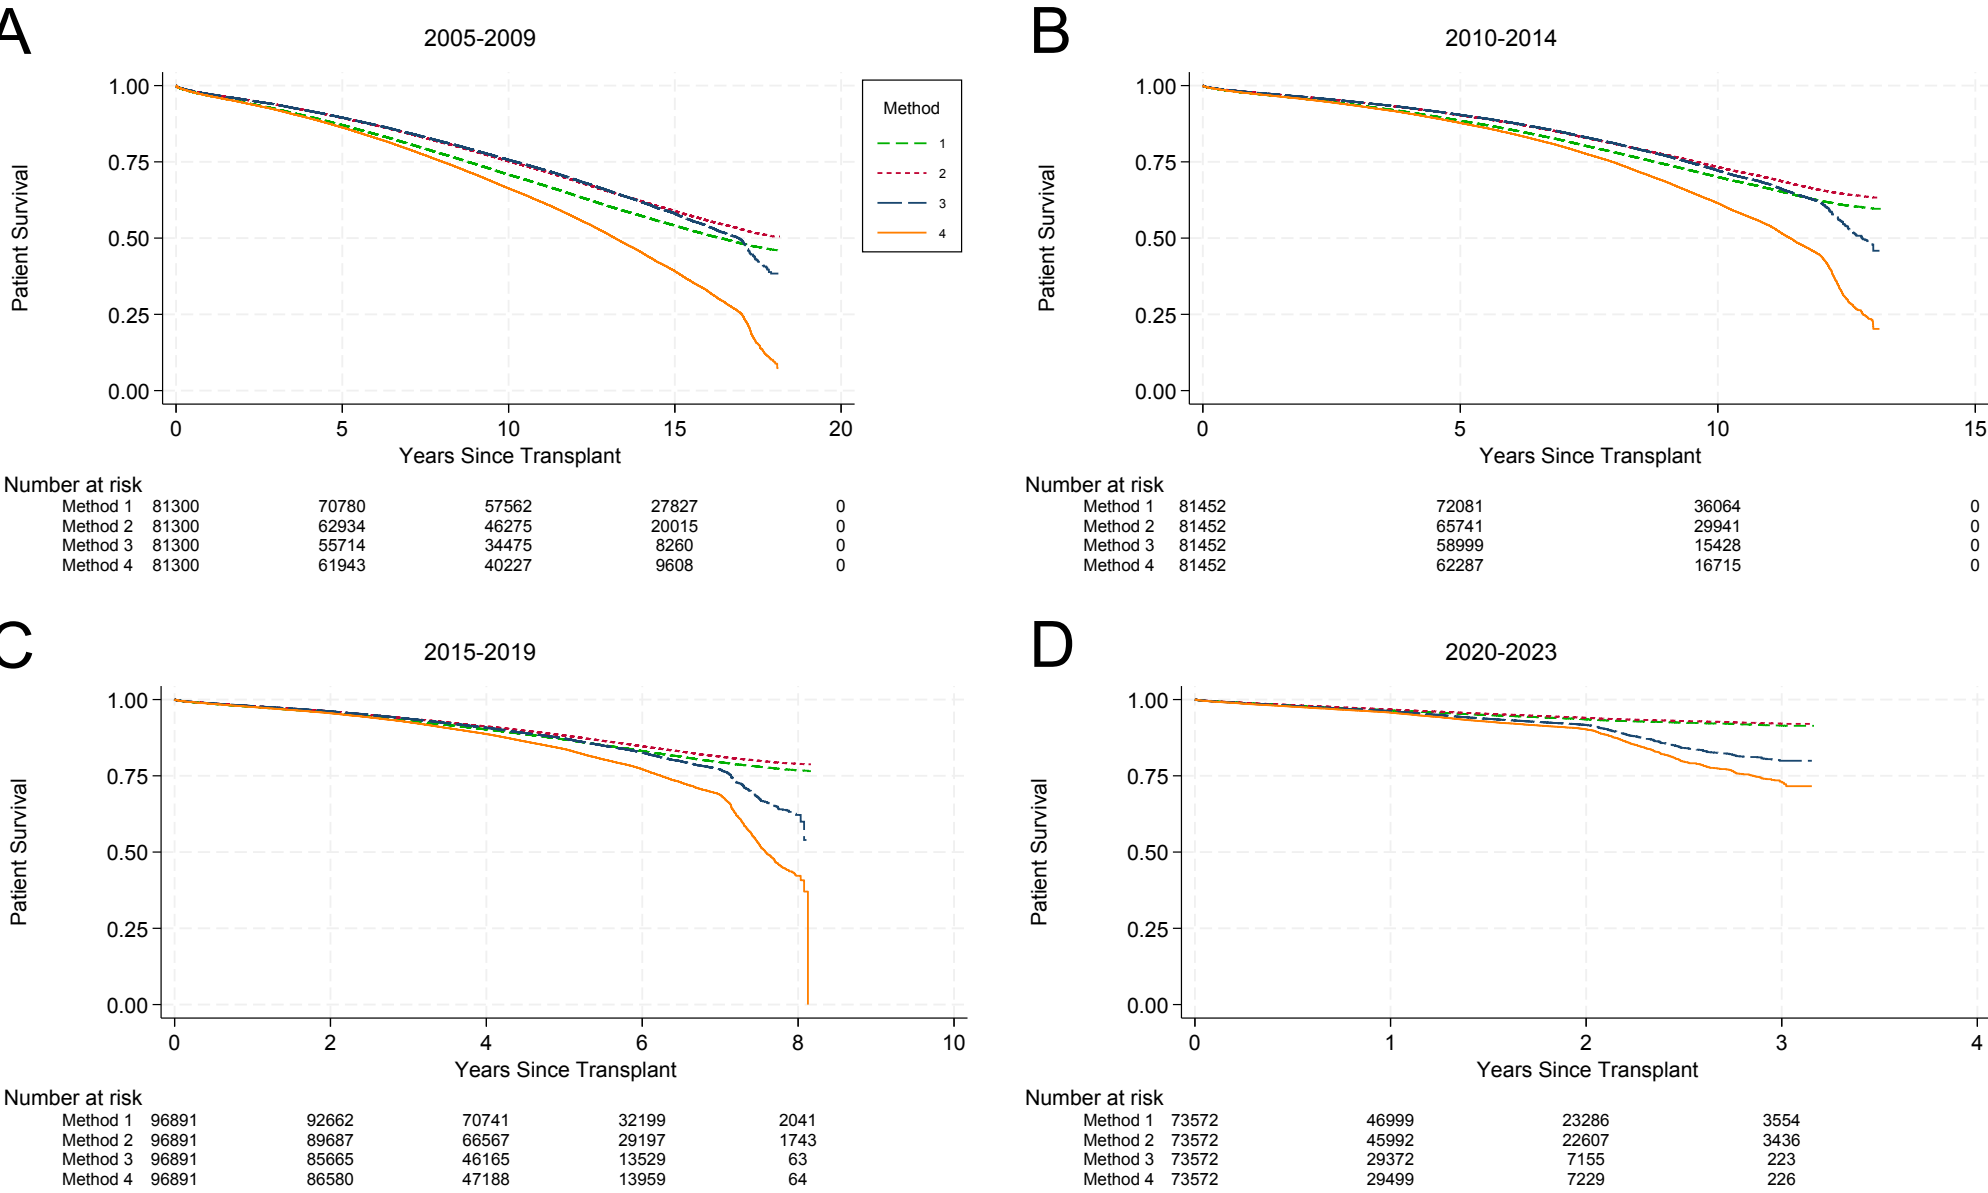 A
2005-2009
Patient Survival
1.00
0.75
0.50
0.25
0.00
0 5 10 15 20
Years Since Transplant
Method
1
2
3
4
Number at risk
Method 1 81300 70780 57562 27827 0
Method 2 81300 62934 46275 20015 0
Method 3 81300 55714 34475 8260 0
Method 4 81300 61943 40227 9608 0
B
2010-2014
Patient Survival
1.00
0.75
0.50
0.25
0.00
0 5 10 15
Years Since Transplant
Number at risk
Method 1 81452 72081 36064 0
Method 2 81452 65741 29941 0
Method 3 81452 58999 15428 0
Method 4 81452 62287 16715 0
C
2015-2019
Patient Survival
1.00
0.75
0.50
0.25
0.00
0 2 4 6 8 10
Years Since Transplant
Number at risk
Method 1 96891 92662 70741 32199 2041
Method 2 96891 89687 66567 29197 1743
Method 3 96891 85665 46165 13529 63
Method 4 96891 86580 47188 13959 64
D
2020-2023
Patient Survival
1.00
0.75
0.50
0.25
0.00
0 1 2 3 4
Years Since Transplant
Number at risk
Method 1 73572 46999 23286 3554
Method 2 73572 45992 22607 3436
Method 3 73572 29372 7155 223
Method 4 73572 29499 7229 226